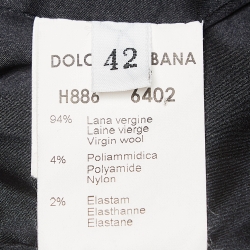 DOLC 42 BANA
H886 6402
94% Lana vergine
Laine vierge
Virgin wool
4% Poliammidica
Polyamide
Nylon
2% Elastam
Elasthanne
Elastane